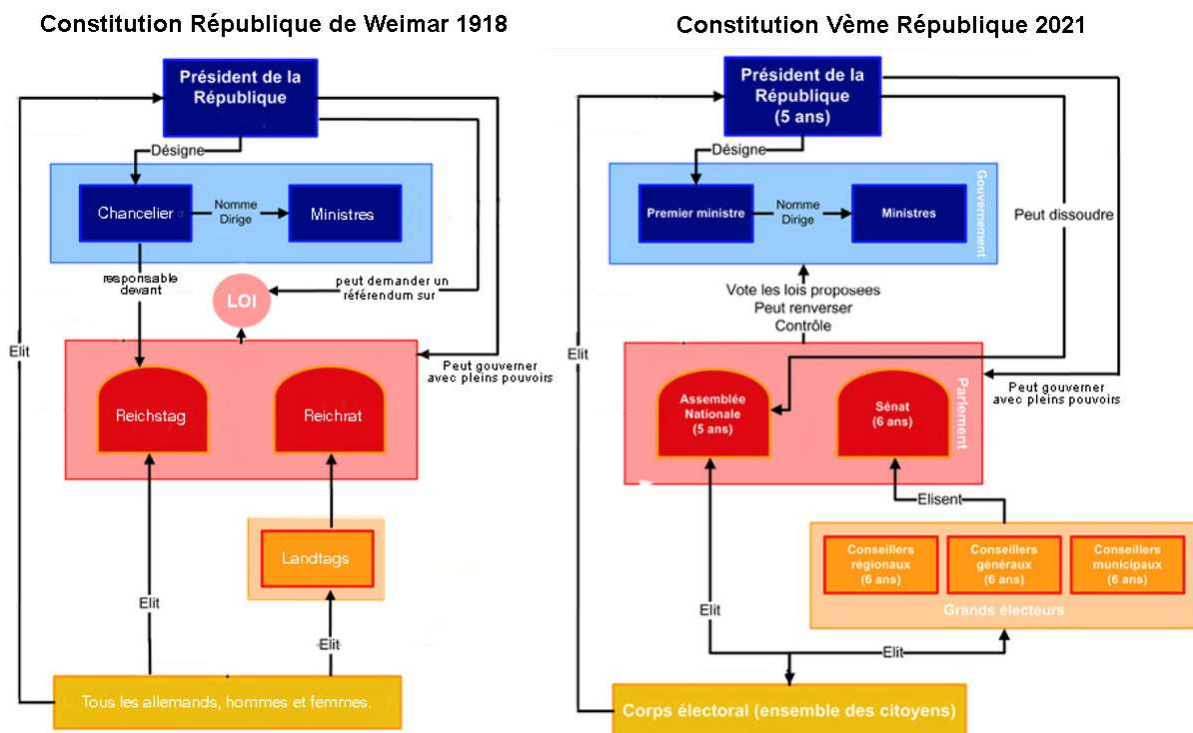 Constitution République de Weimar 1918
Président de la
République
Désigne
Chancelier
Nomme
Dirige
Ministres
responsable
devant
LOI
peut demander un
référendum sur
Elit
Peut gouverner
avec pleins pouvoirs
Reichstag
Reichrat
Landtags
Elit
Elit
Tous les allemands, hommes et femmes.
Constitution Vème République 2021
Président de la
République
(5 ans)
Désigne
Gouvernement
Premier ministre
Nomme
Dirige
Ministres
Peut dissoudre
Vote les lois proposées
Peut renverser
Contrôle
Elit
Parlement
Assemblée
Nationale
(5 ans)
Sénat
(6 ans)
Peut gouverner
avec pleins pouvoirs
Elisent
Conseillers
régionaux
(6 ans)
Conseillers
généraux
(6 ans)
Conseillers
municipaux
(6 ans)
Grands électeurs
Elit
Elit
Corps électoral (ensemble des citoyens)